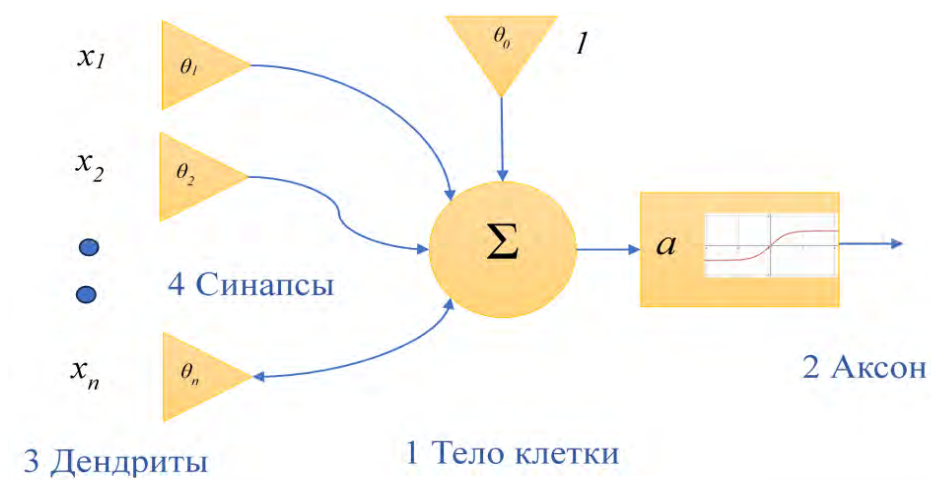 x1 θ1
θ0 1
x2 θ2
Σ
a
4 Синапсы
xn θn
2 Аксон
3 Дендриты
1 Тело клетки